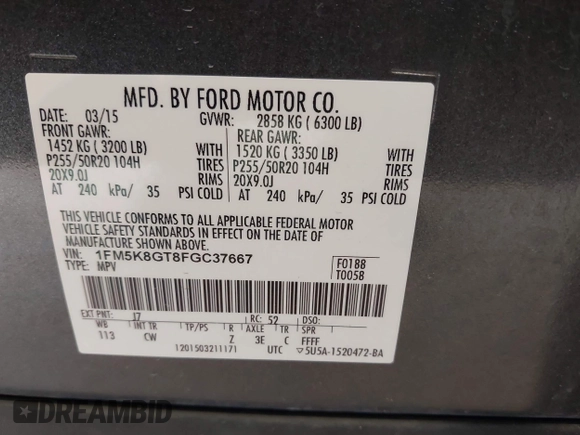 MFD. BY FORD MOTOR CO.
DATE: 03/15 GVWR: 2858 KG ( 6300 LB)
FRONT GAWR: REAR GAWR:
1452 KG ( 3200 LB) WITH 1520 KG ( 3350 LB) WITH
P255/50R20 104H TIRES P255/50R20 104H TIRES
20X9.0J RIMS 20X9.0J RIMS
AT 240 kPa/ 35 PSI COLD AT 240 kPa/ 35 PSI COLD
THIS VEHICLE CONFORMS TO ALL APPLICABLE FEDERAL MOTOR
VEHICLE SAFETY STANDARDS IN EFFECT ON THE DATE OF
MANUFACTURE SHOWN ABOVE.
VIN: 1FM5K8GT8FGC37667 F0188
TYPE: MPV T0058
EXT PNT: J7 RC: 52 DSO:
WB INT TR TP/PS R AXLE TR SPR
113 CW Z 3E C FFFF
1201503211171 UTC ▽5U5A-1520472-BA
DREAMBID